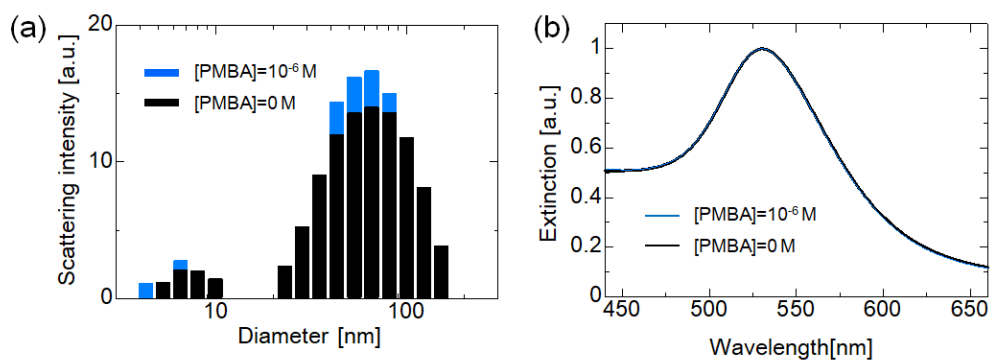 (a)
20
10
0
Scattering intensity [a.u.]
[PMBA]=10⁻⁶ M
[PMBA]=0 M
10
100
Diameter [nm]
(b)
1
0.8
0.6
0.4
0.2
0
Extinction [a.u.]
[PMBA]=10⁻⁶ M
[PMBA]=0 M
450
500
550
600
650
Wavelength[nm]